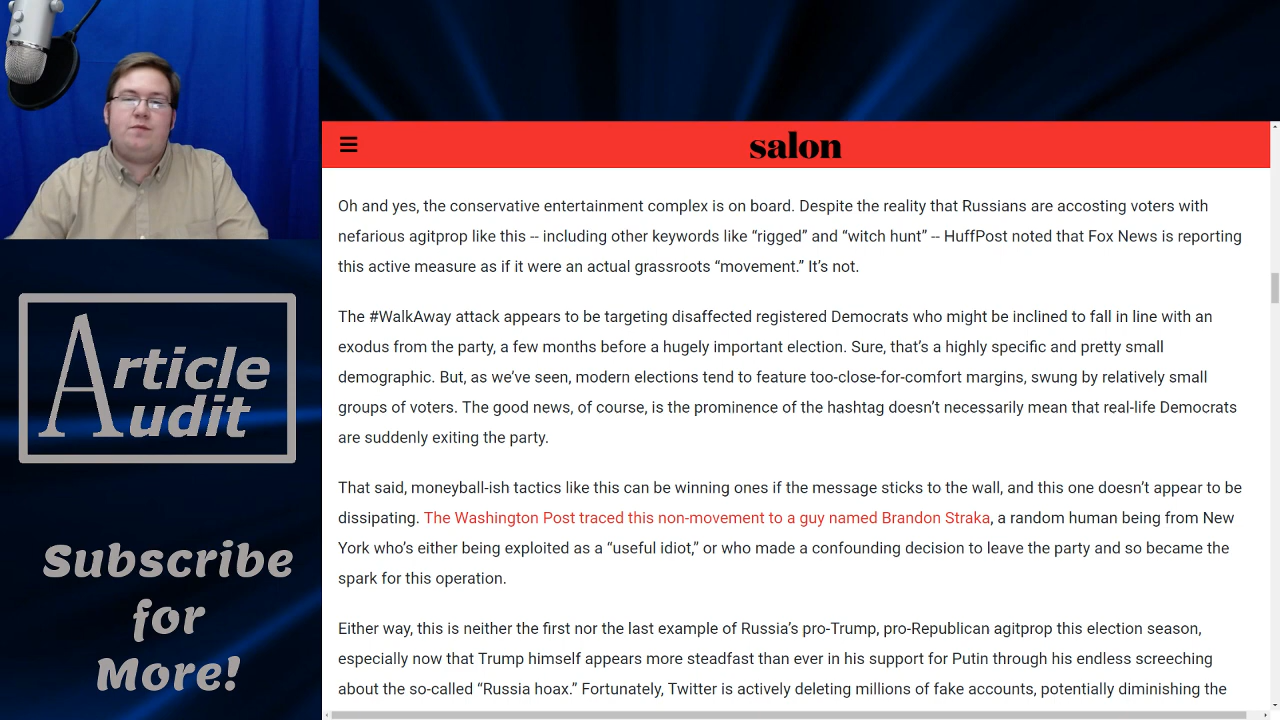 salon
Oh and yes, the conservative entertainment complex is on board. Despite the reality that Russians are accosting voters with
nefarious agitprop like this -- including other keywords like “rigged” and “witch hunt” -- HuffPost noted that Fox News is reporting
this active measure as if it were an actual grassroots “movement.” It’s not.
The #WalkAway attack appears to be targeting disaffected registered Democrats who might be inclined to fall in line with an
exodus from the party, a few months before a hugely important election. Sure, that’s a highly specific and pretty small
demographic. But, as we’ve seen, modern elections tend to feature too-close-for-comfort margins, swung by relatively small
groups of voters. The good news, of course, is the prominence of the hashtag doesn’t necessarily mean that real-life Democrats
are suddenly exiting the party.
That said, moneyball-ish tactics like this can be winning ones if the message sticks to the wall, and this one doesn’t appear to be
dissipating. The Washington Post traced this non-movement to a guy named Brandon Straka, a random human being from New
York who’s either being exploited as a “useful idiot,” or who made a confounding decision to leave the party and so became the
spark for this operation.
Either way, this is neither the first nor the last example of Russia’s pro-Trump, pro-Republican agitprop this election season,
especially now that Trump himself appears more steadfast than ever in his support for Putin through his endless screeching
about the so-called “Russia hoax.” Fortunately, Twitter is actively deleting millions of fake accounts, potentially diminishing the
Article
Audit
Subscribe
for
More!